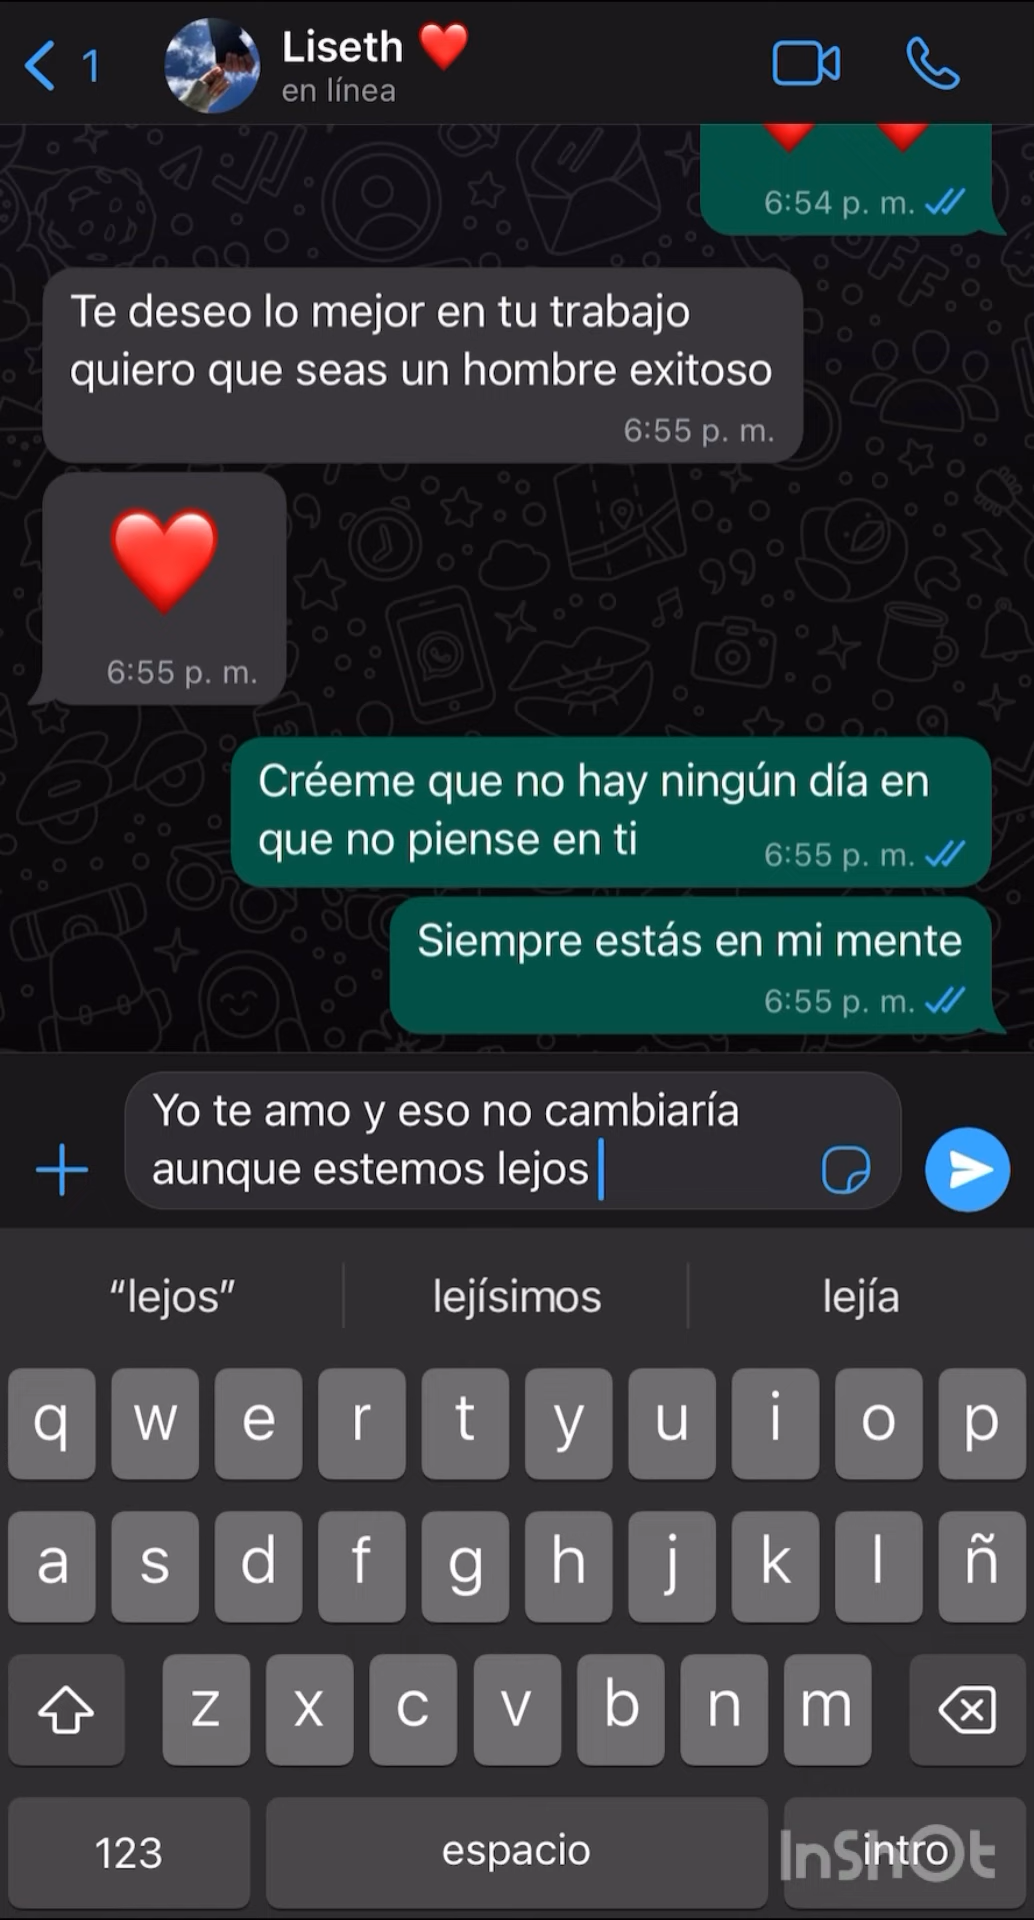 1
Liseth ❤️
en línea
6:54 p. m.
Te deseo lo mejor en tu trabajo
quiero que seas un hombre exitoso
6:55 p. m.
❤️
6:55 p. m.
Créeme que no hay ningún día en
que no piense en ti
6:55 p. m.
Siempre estás en mi mente
6:55 p. m.
Yo te amo y eso no cambiaría
aunque estemos lejos
“lejos” lejísimos lejía
q w e r t y u i o p
a s d f g h j k l ñ
z x c v b n m
123 espacio intro
InShOt